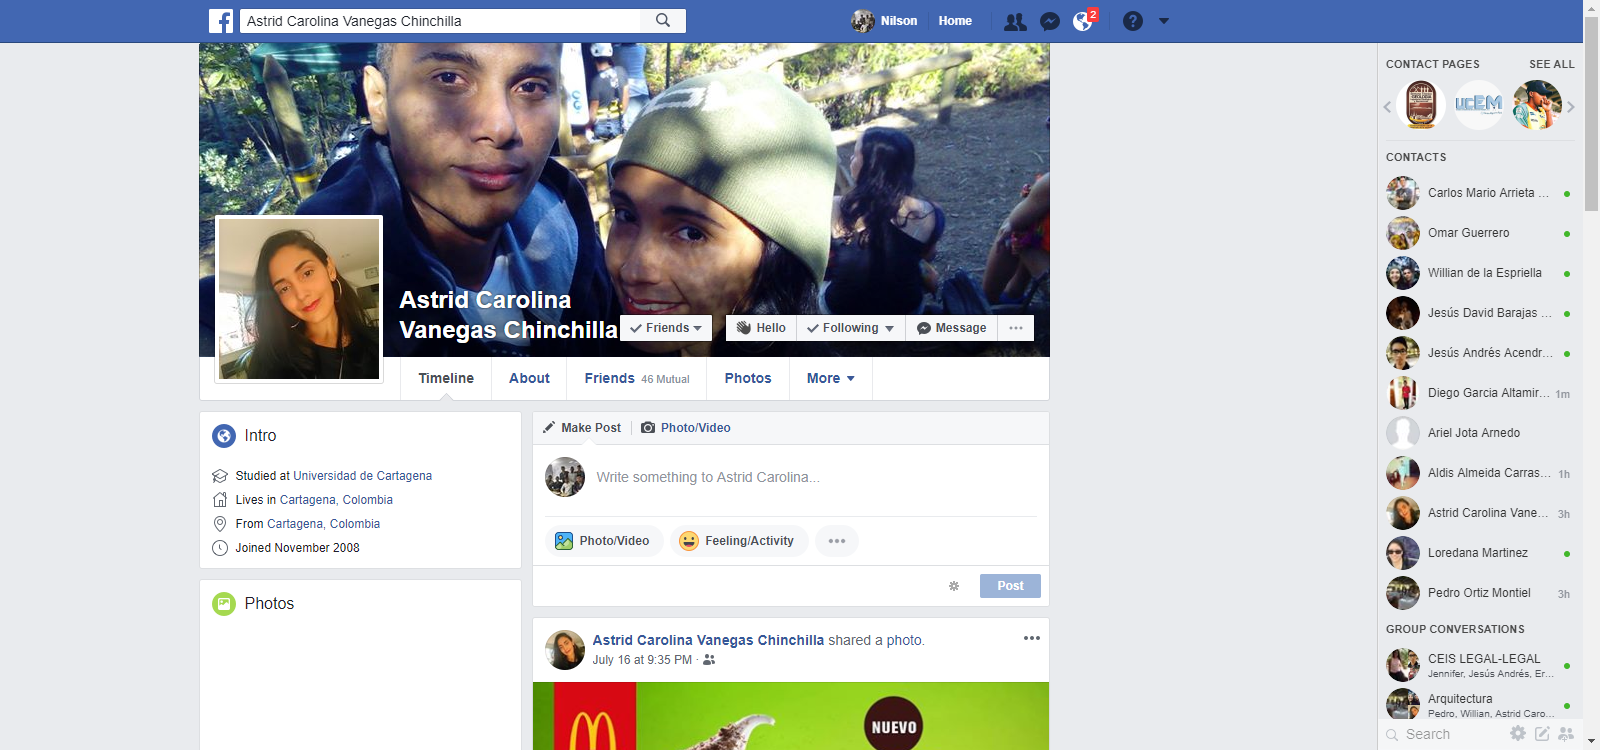 Astrid Carolina Vanegas Chinchilla
Nilson
Home
2
Astrid Carolina
Vanegas Chinchilla
Friends
Hello
Following
Message
Timeline
About
Friends 46 Mutual
Photos
More
Intro
Studied at Universidad de Cartagena
Lives in Cartagena, Colombia
From Cartagena, Colombia
Joined November 2008
Photos
Make Post
Photo/Video
Write something to Astrid Carolina...
Photo/Video
Feeling/Activity
Post
Astrid Carolina Vanegas Chinchilla shared a photo.
July 16 at 9:35 PM ·
NUEVO
CONTACT PAGES
SEE ALL
UCEM
CONTACTS
Carlos Mario Arrieta ...
Omar Guerrero
Willian de la Espriella
Jesús David Barajas ...
Jesús Andrés Acendr...
Diego Garcia Altamir... 1m
Ariel Jota Arnedo
Aldis Almeida Carras... 1h
Astrid Carolina Vane... 3h
Loredana Martinez
Pedro Ortiz Montiel 3h
GROUP CONVERSATIONS
CEIS LEGAL-LEGAL
Jennifer, Jesús Andrés, Er...
Arquitectura
Pedro, Willian, Astrid Caro...
Search